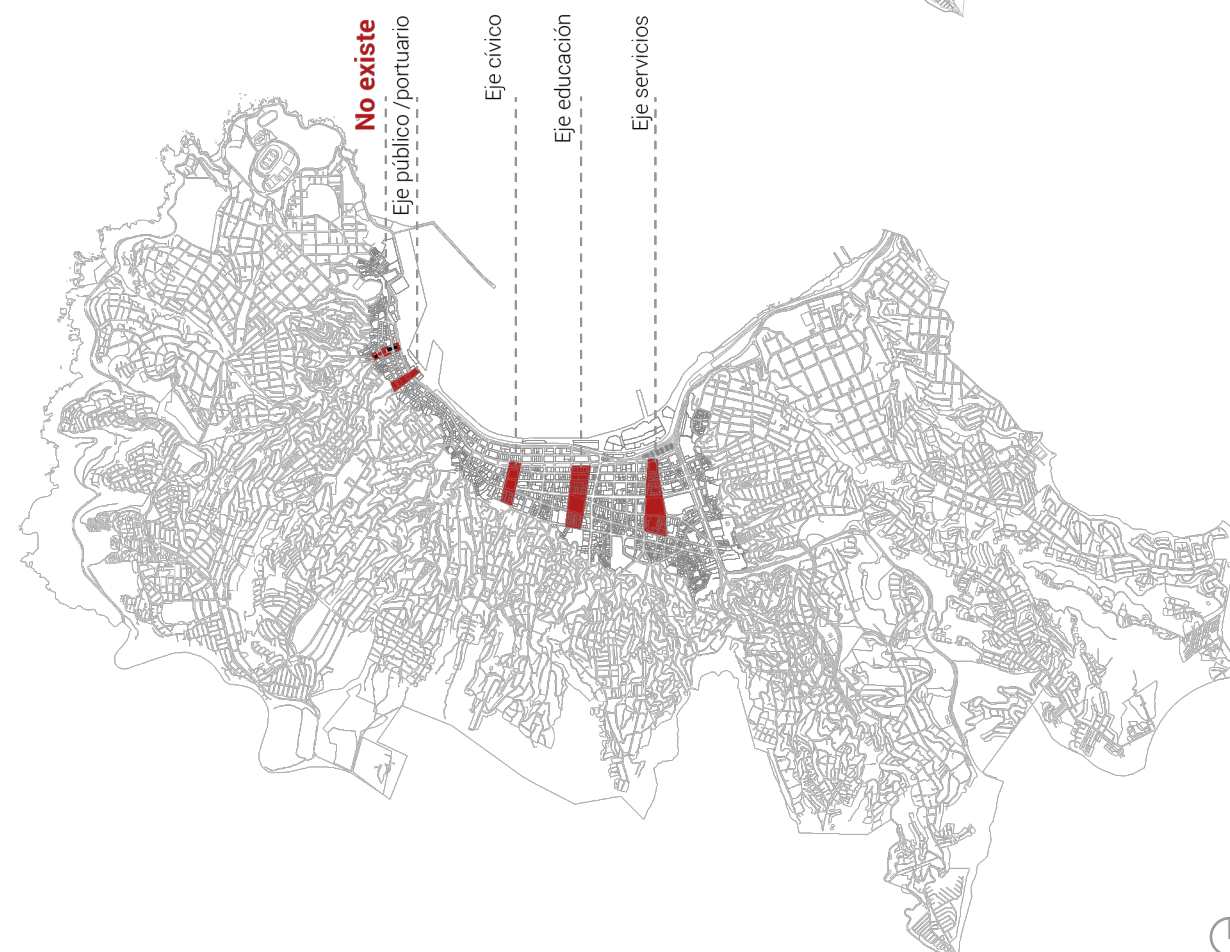 No existe
Eje público /portuario
Eje cívico
Eje educación
Eje servicios